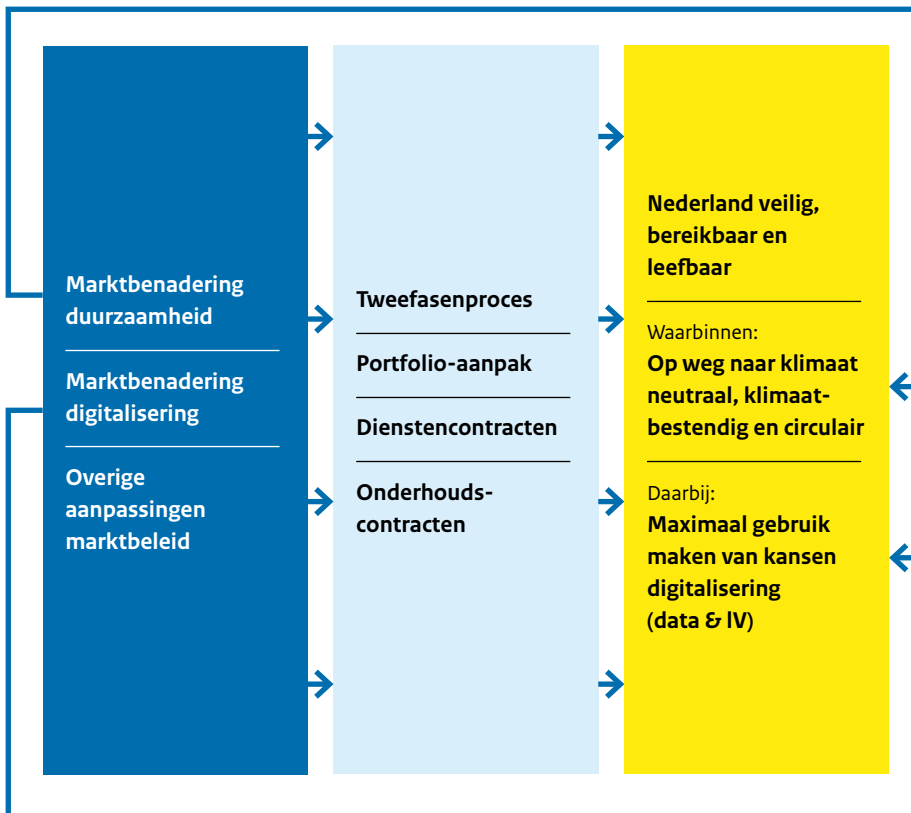 Marktbenadering
duurzaamheid
Marktbenadering
digitalisering
Overige
aanpassingen
marktbeleid
Tweefasenproces
Portfolio-aanpak
Dienstencontracten
Onderhouds-
contracten
Nederland veilig,
bereikbaar en
leefbaar
Waarbinnen:
Op weg naar klimaat
neutraal, klimaat-
bestendig en circulair
Daarbij:
Maximaal gebruik
maken van kansen
digitalisering
(data & IV)